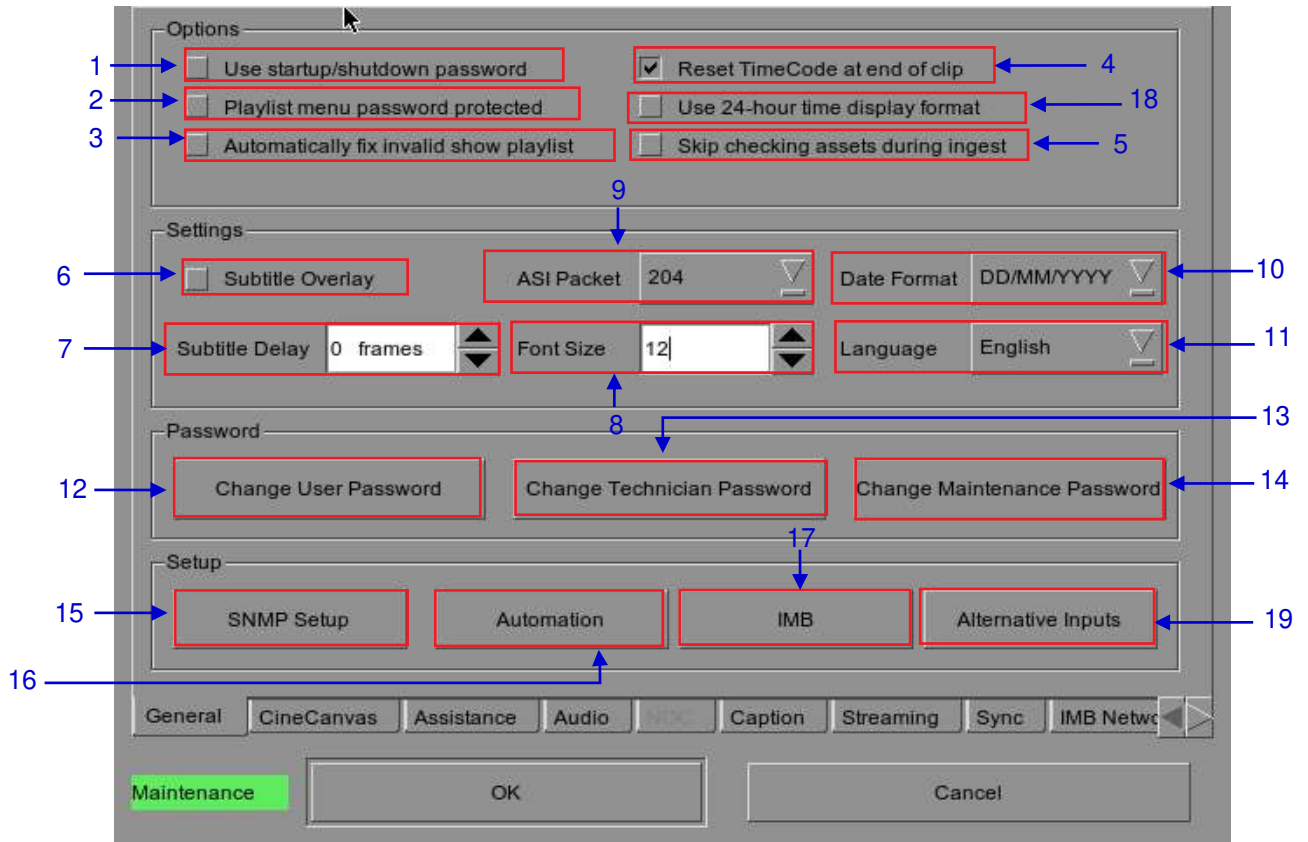 Options
1 Use startup/shutdown password Reset TimeCode at end of clip 4
2 Playlist menu password protected Use 24-hour time display format 18
3 Automatically fix invalid show playlist Skip checking assets during ingest 5
9
Settings
6 Subtitle Overlay ASI Packet 204 Date Format DD/MM/YYYY 10
7 Subtitle Delay 0 frames Font Size 12 Language English 11
8
13
Password
12 Change User Password Change Technician Password Change Maintenance Password 14
17
Setup
15 SNMP Setup Automation IMB Alternative Inputs 19
16
General CineCanvas Assistance Audio NOC Caption Streaming Sync IMB Netwo
Maintenance OK Cancel